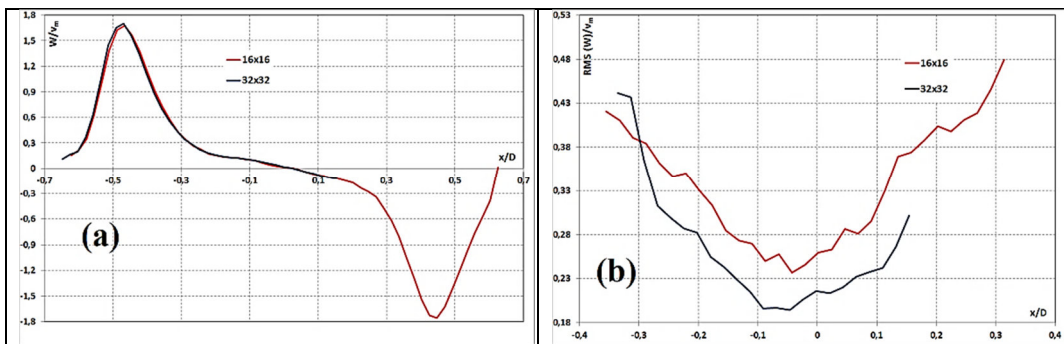 W/vm
1,8
1,5
1,2
0,9
0,6
0,3
0
-0,3
-0,6
-0,9
-1,2
-1,5
-1,8
-0,7 -0,5 -0,3 -0,1 0,1 0,3 0,5 0,7
x/D
16x16
32x32
(a)
RMS (W)/vm
0,53
0,48
0,43
0,38
0,33
0,28
0,23
0,18
-0,4 -0,3 -0,2 -0,1 0 0,1 0,2 0,3 0,4
x/D
16x16
32x32
(b)